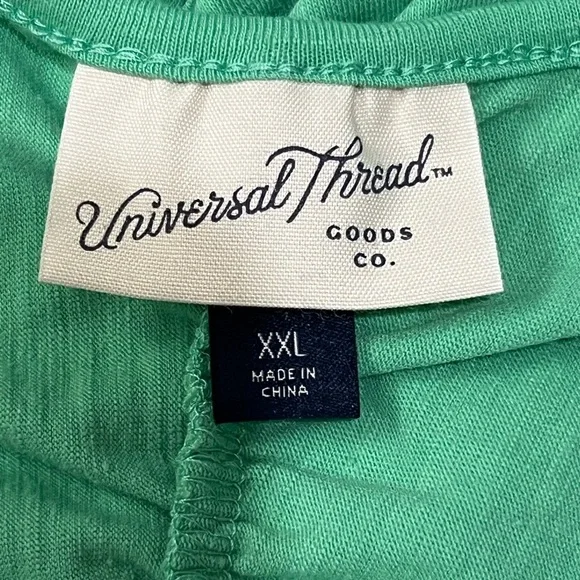 Universal Thread™
GOODS
CO.
XXL
MADE IN
CHINA